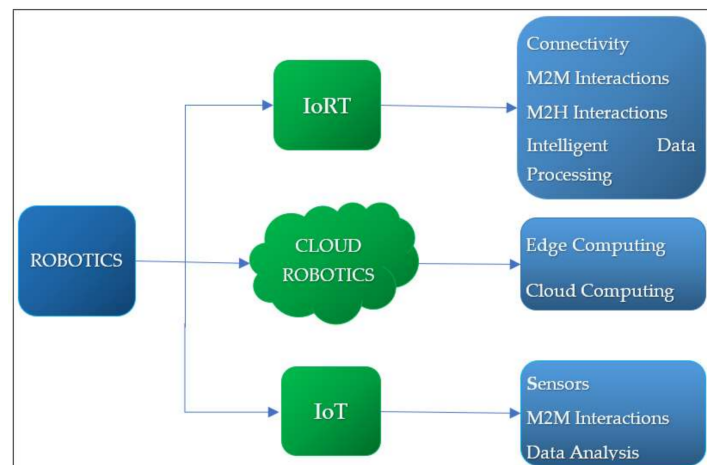 IoRT
Connectivity
M2M Interactions
M2H Interactions
Intelligent Data
Processing
ROBOTICS
CLOUD
ROBOTICS
Edge Computing
Cloud Computing
IoT
Sensors
M2M Interactions
Data Analysis